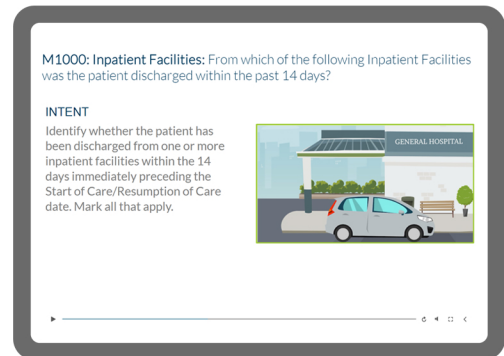 M1000: Inpatient Facilities: From which of the following Inpatient Facilities
was the patient discharged within the past 14 days?
INTENT
Identify whether the patient has
been discharged from one or more
inpatient facilities within the 14
days immediately preceding the
Start of Care/Resumption of Care
date. Mark all that apply.
GENERAL HOSPITAL